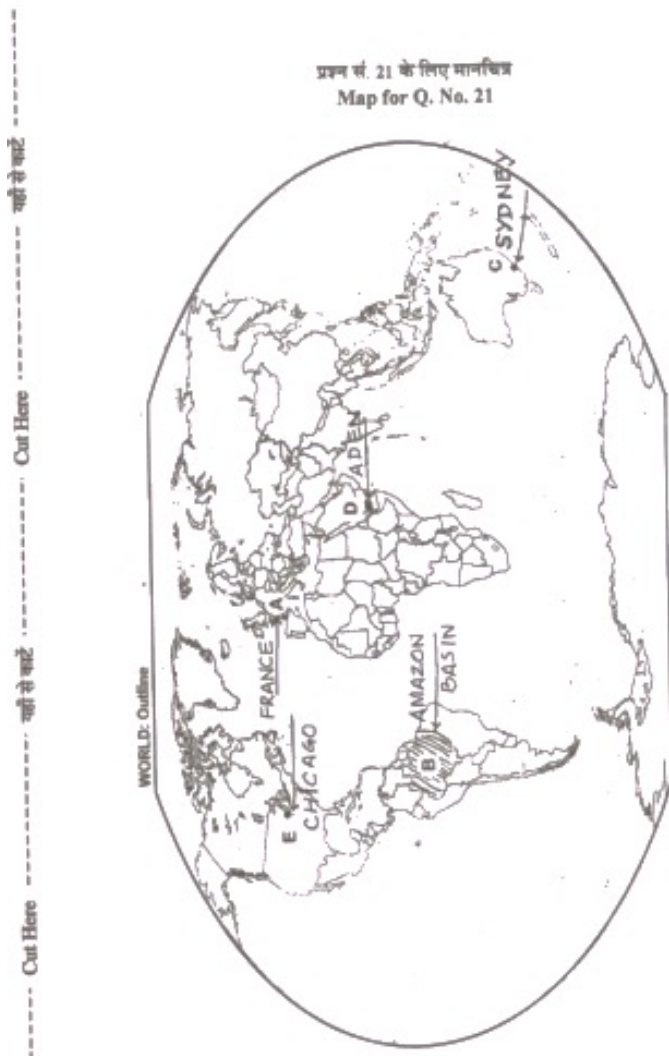 प्रश्न सं. 21 के लिए मानचित्र
Map for Q. No. 21
Cut Here यहाँ से काटें Cut Here यहाँ से काटें
WORLD: Outline
A
FRANCE
E
CHICAGO
B
AMAZON
BASIN
D
ADEN
C
SYDNEY